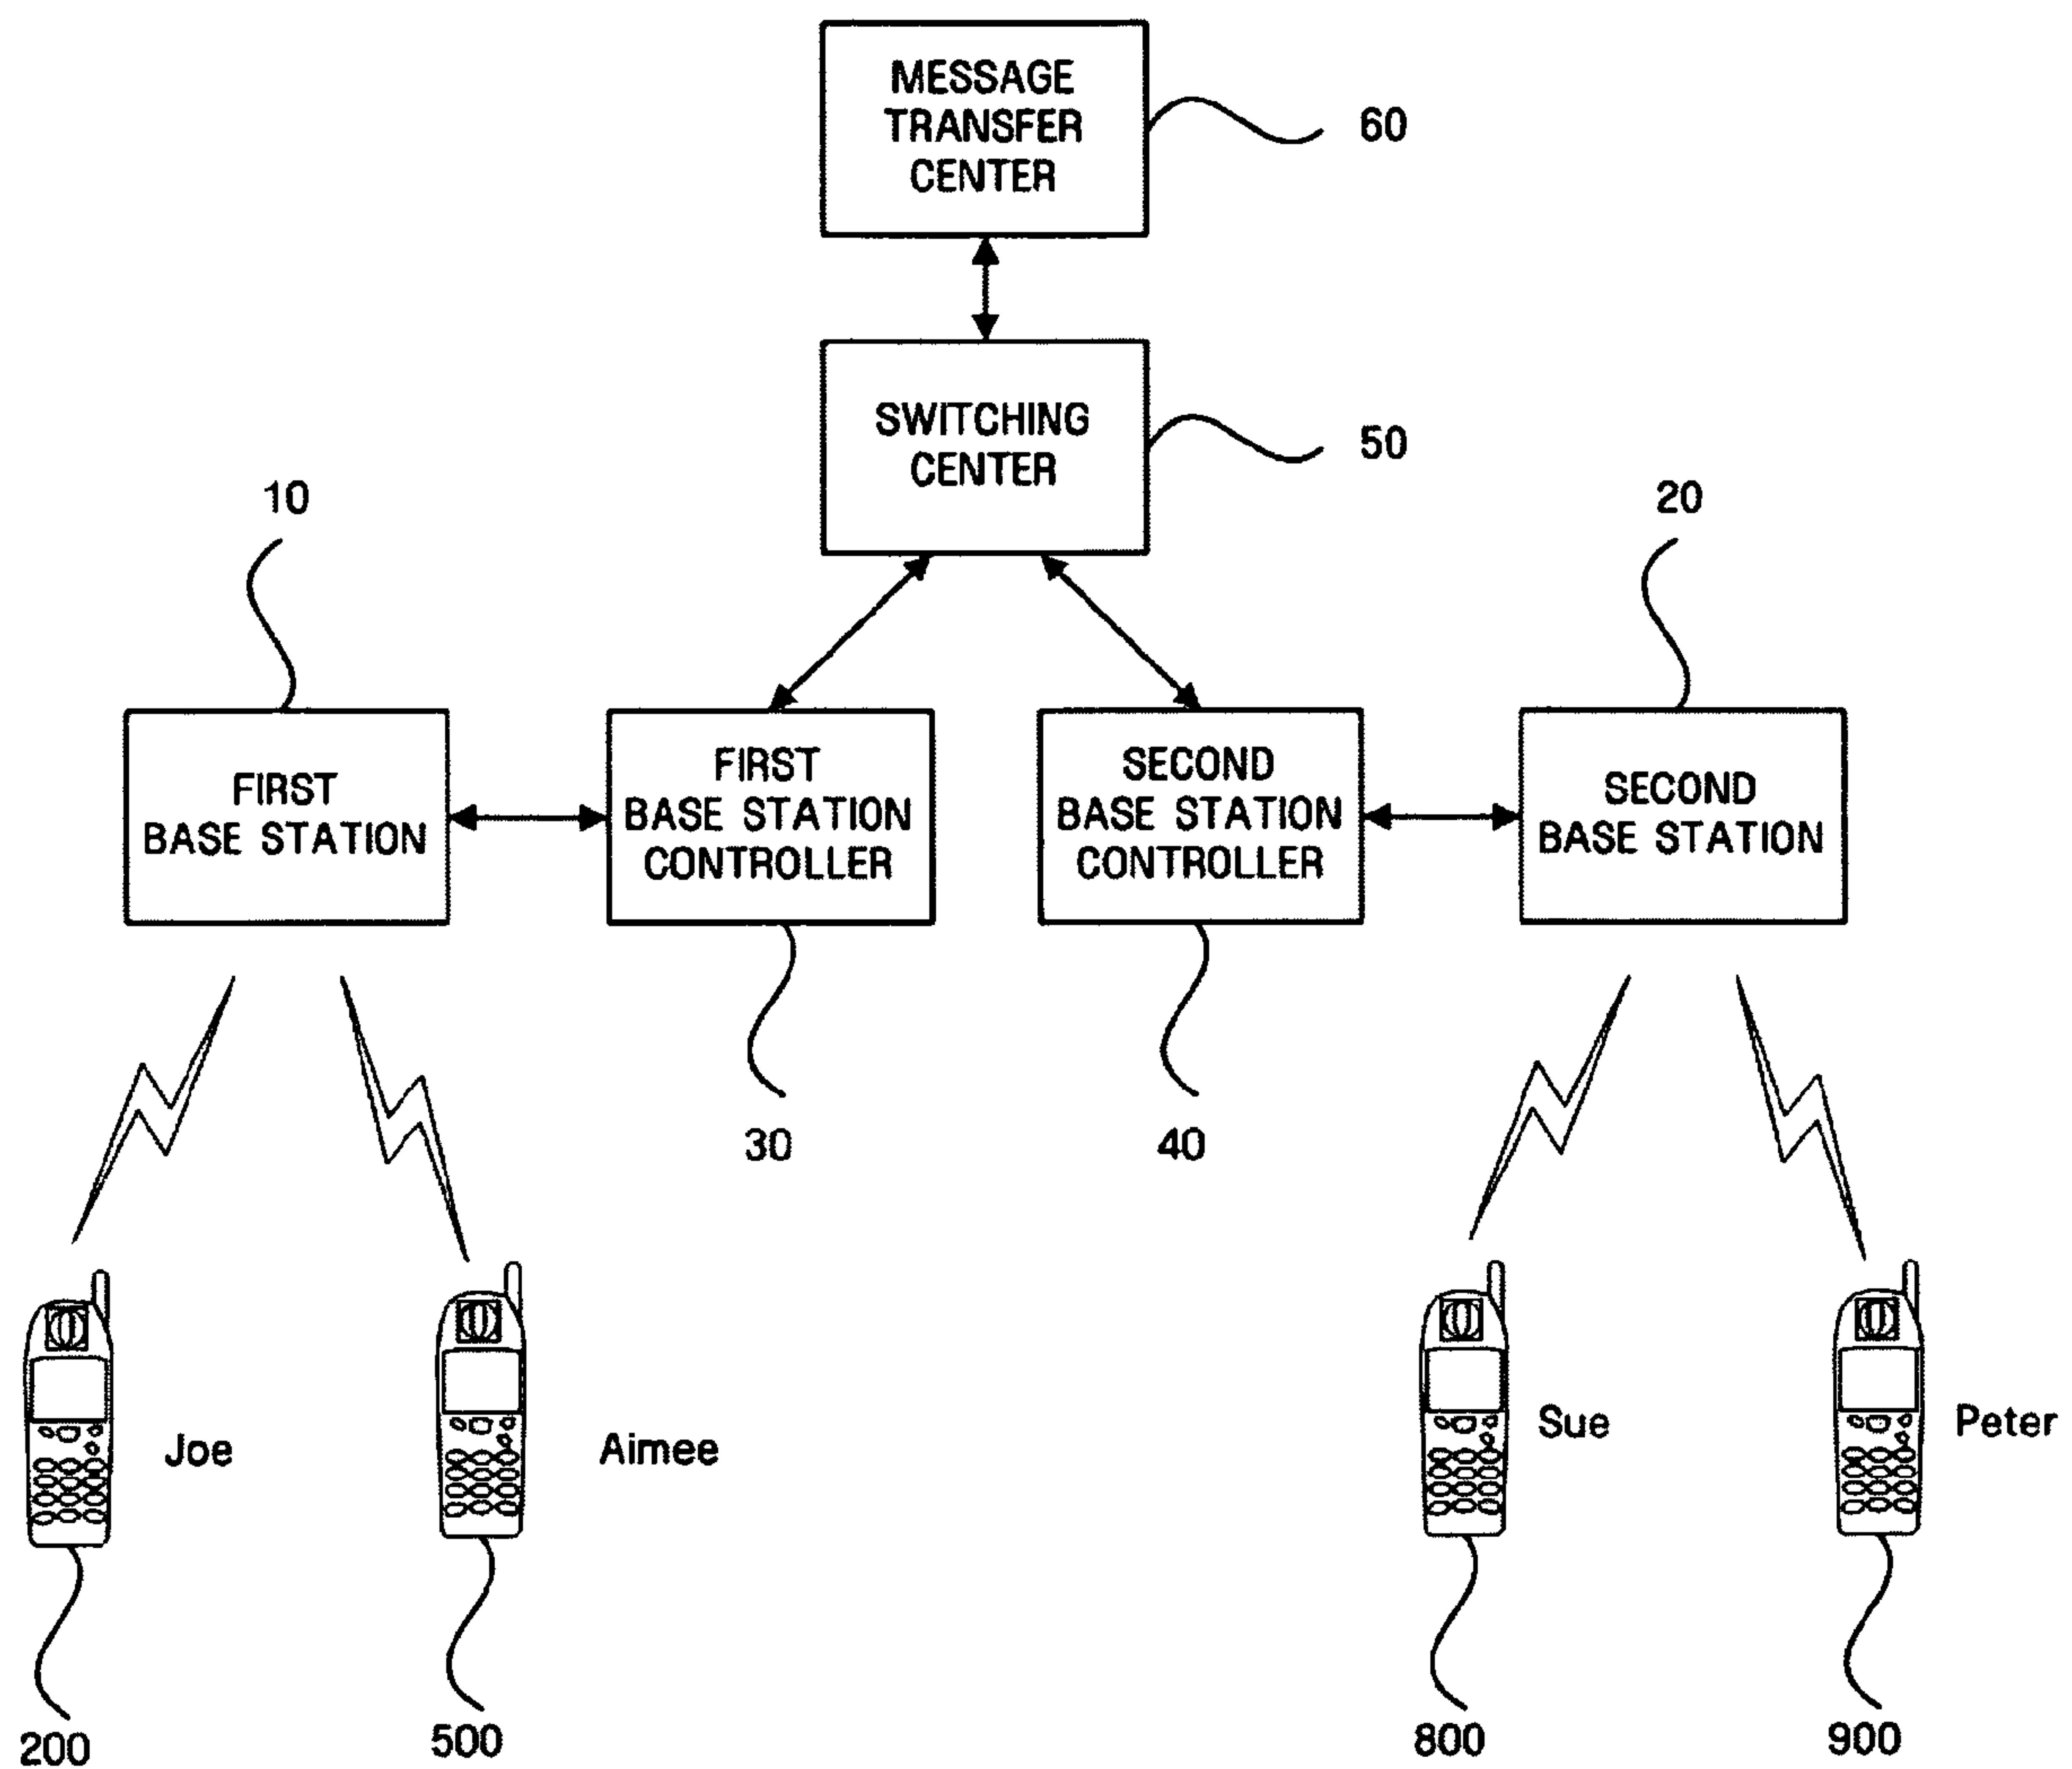 MESSAGE
TRANSFER
CENTER
60
SWITCHING
CENTER
50
10
20
FIRST
BASE STATION
FIRST
BASE STATION
CONTROLLER
SECOND
BASE STATION
CONTROLLER
SECOND
BASE STATION
30
40
Joe
Aimee
Sue
Peter
200
500
800
900